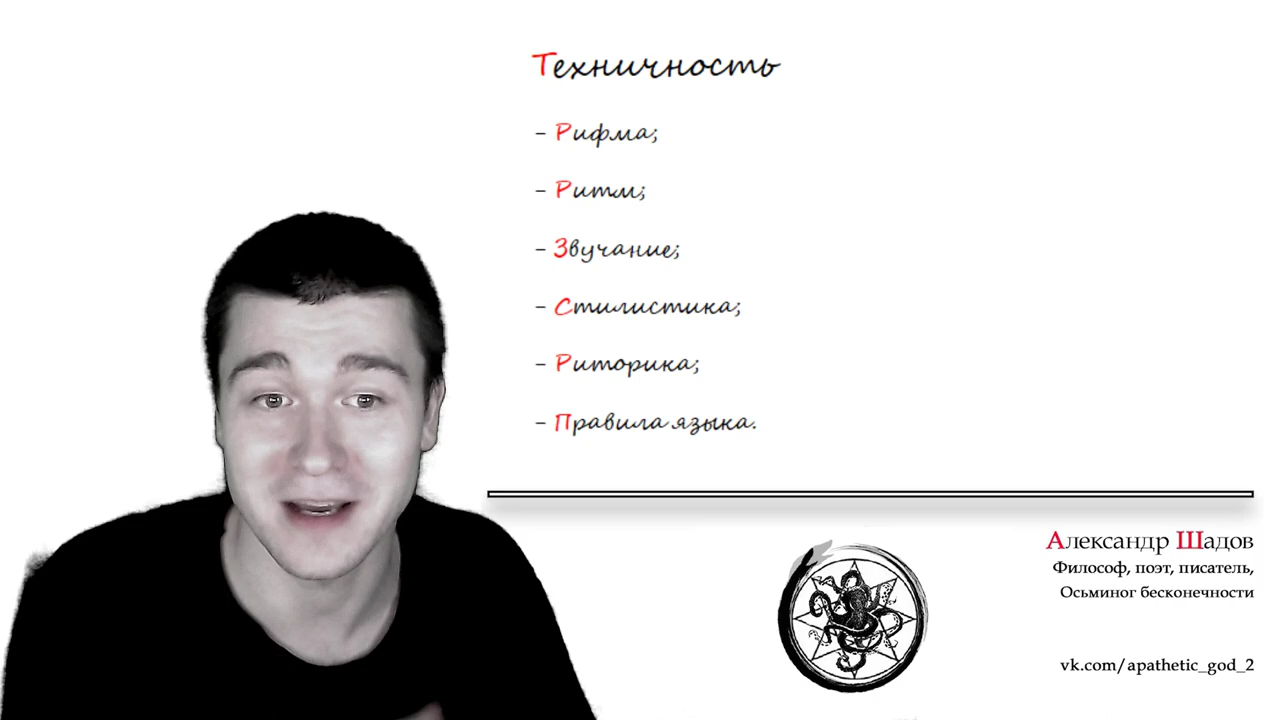 Техничность
- Рифма;
- Ритм;
- Звучание;
- Стилистика;
- Риторика;
- Правила языка.
Александр Шадов
Философ, поэт, писатель,
Осьминог бесконечности
vk.com/apathetic_god_2